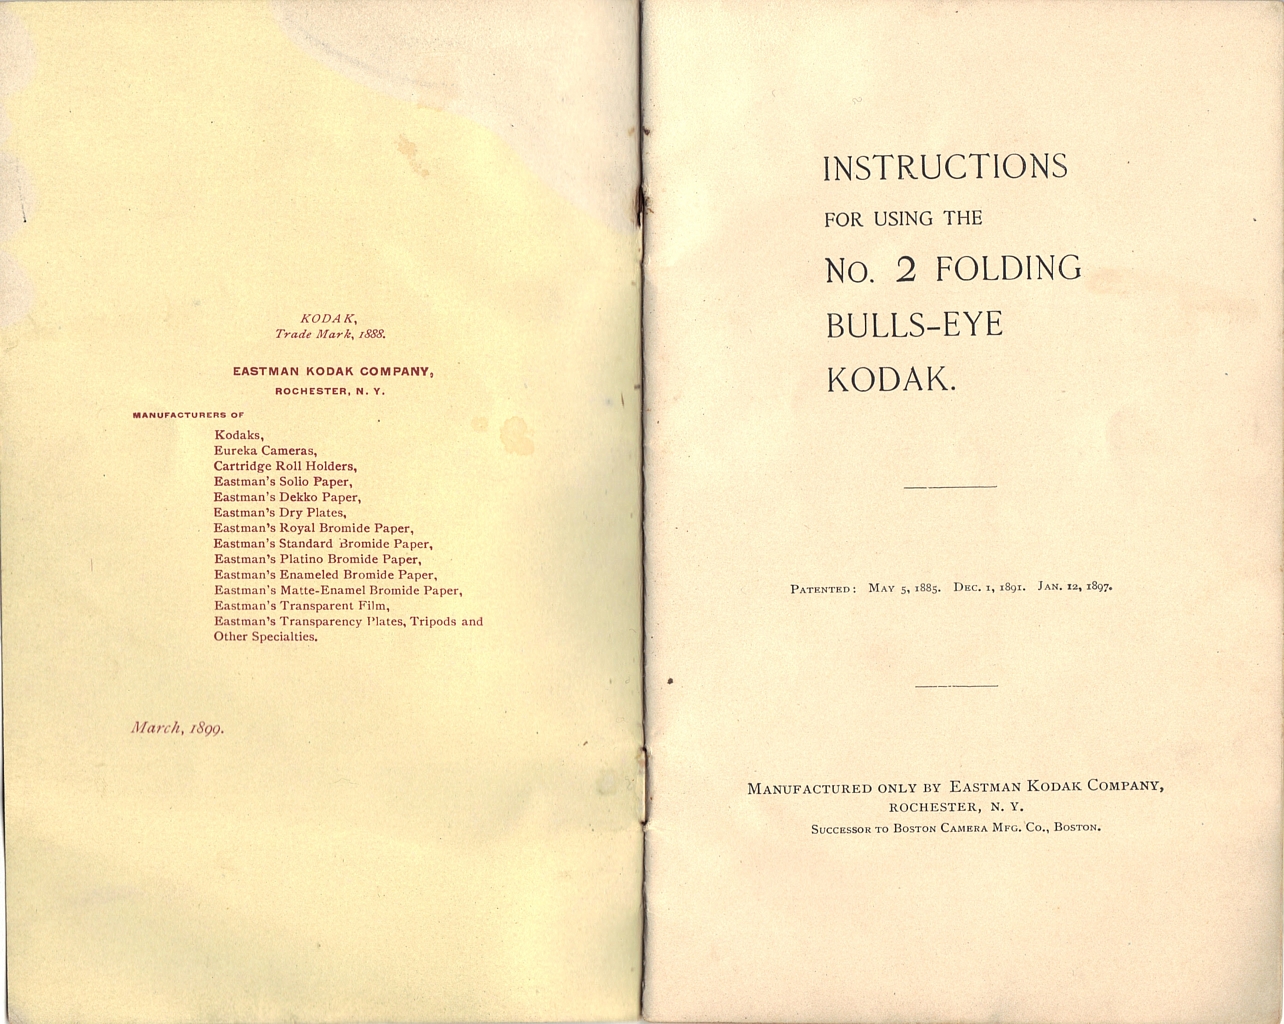 KODAK,
Trade Mark, 1888.
EASTMAN KODAK COMPANY,
ROCHESTER, N. Y.
MANUFACTURERS OF
Kodaks,
Eureka Cameras,
Cartridge Roll Holders,
Eastman's Solio Paper,
Eastman's Dekko Paper,
Eastman's Dry Plates,
Eastman's Royal Bromide Paper,
Eastman's Standard Bromide Paper,
Eastman's Platino Bromide Paper,
Eastman's Enameled Bromide Paper,
Eastman's Matte-Enamel Bromide Paper,
Eastman's Transparent Film,
Eastman's Transparency Plates, Tripods and
Other Specialties.
March, 1899.
INSTRUCTIONS
FOR USING THE
No. 2 FOLDING
BULLS-EYE
KODAK.
PATENTED: MAY 5, 1885. DEC. 1, 1891. JAN. 12, 1897.
MANUFACTURED ONLY BY EASTMAN KODAK COMPANY,
ROCHESTER, N. Y.
SUCCESSOR TO BOSTON CAMERA MFG. CO., BOSTON.